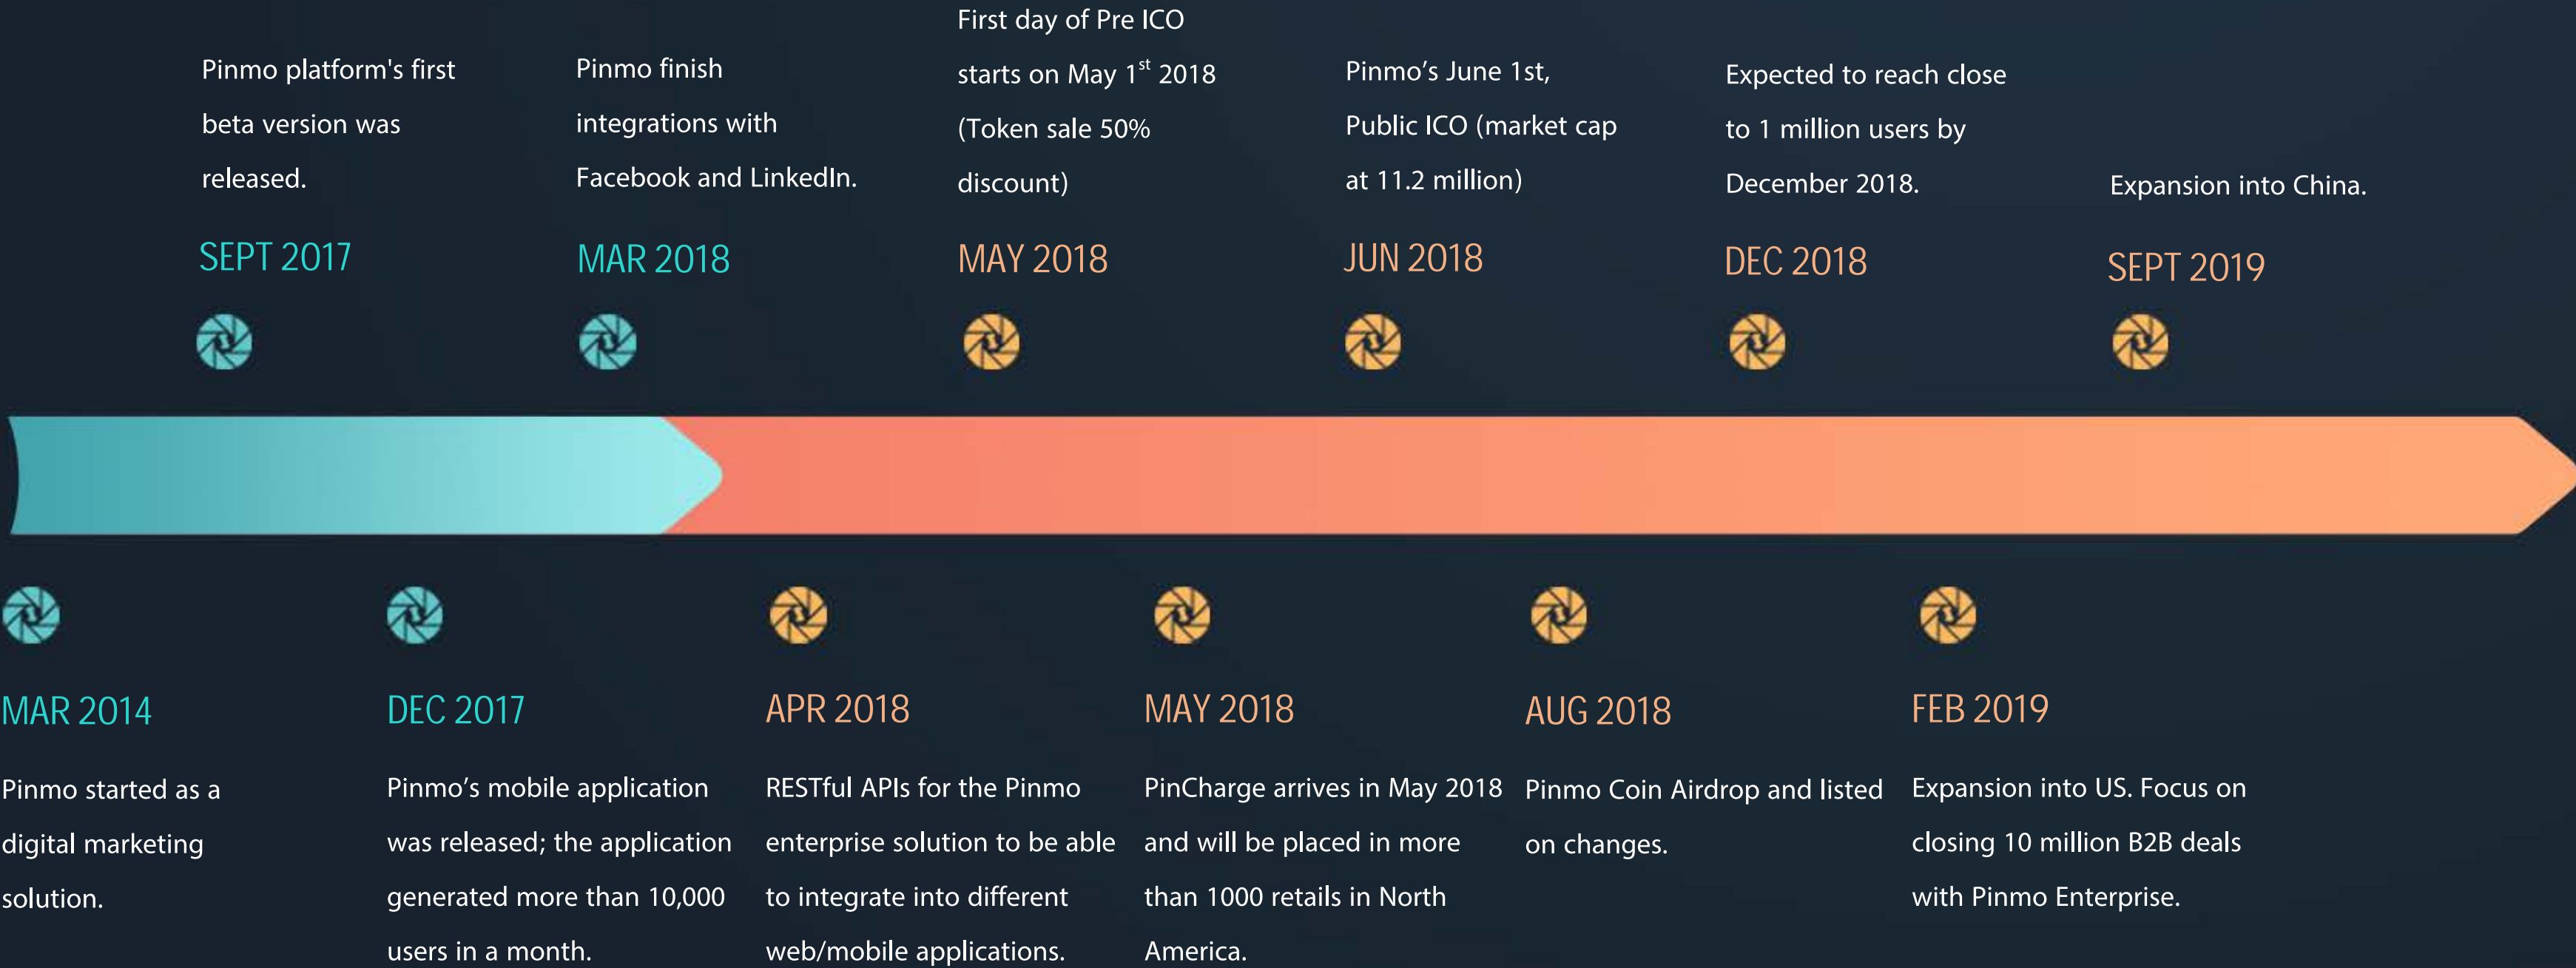 Pinmo platform's first
beta version was
released.
SEPT 2017
Pinmo finish
integrations with
Facebook and LinkedIn.
MAR 2018
First day of Pre ICO
starts on May 1st 2018
(Token sale 50%
discount)
MAY 2018
Pinmo’s June 1st,
Public ICO (market cap
at 11.2 million)
JUN 2018
Expected to reach close
to 1 million users by
December 2018.
DEC 2018
Expansion into China.
SEPT 2019
MAR 2014
Pinmo started as a
digital marketing
solution.
DEC 2017
Pinmo’s mobile application
was released; the application
generated more than 10,000
users in a month.
APR 2018
RESTful APIs for the Pinmo
enterprise solution to be able
to integrate into different
web/mobile applications.
MAY 2018
PinCharge arrives in May 2018
and will be placed in more
than 1000 retails in North
America.
AUG 2018
Pinmo Coin Airdrop and listed
on changes.
FEB 2019
Expansion into US. Focus on
closing 10 million B2B deals
with Pinmo Enterprise.